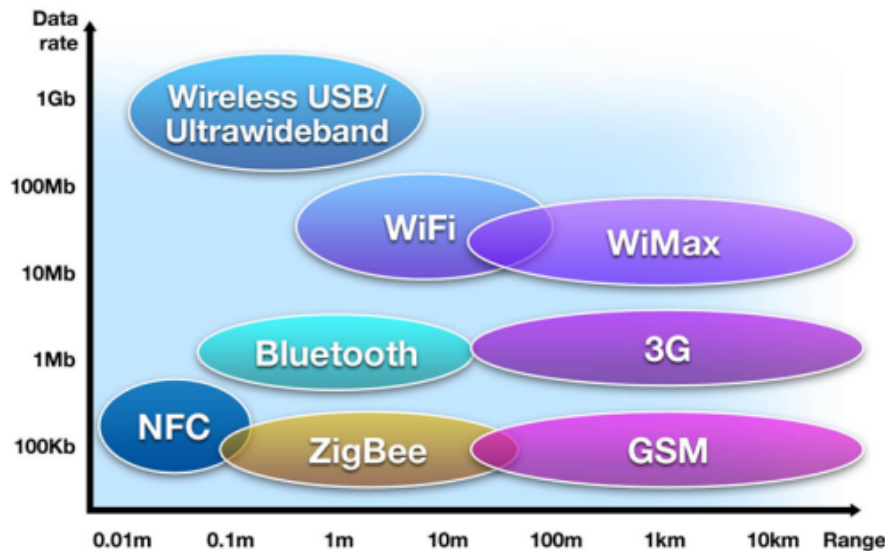 Data
rate
1Gb
100Mb
10Mb
1Mb
100Kb
Wireless USB/
Ultrawideband
WiFi
WiMax
Bluetooth
3G
NFC
ZigBee
GSM
0.01m 0.1m 1m 10m 100m 1km 10km Range